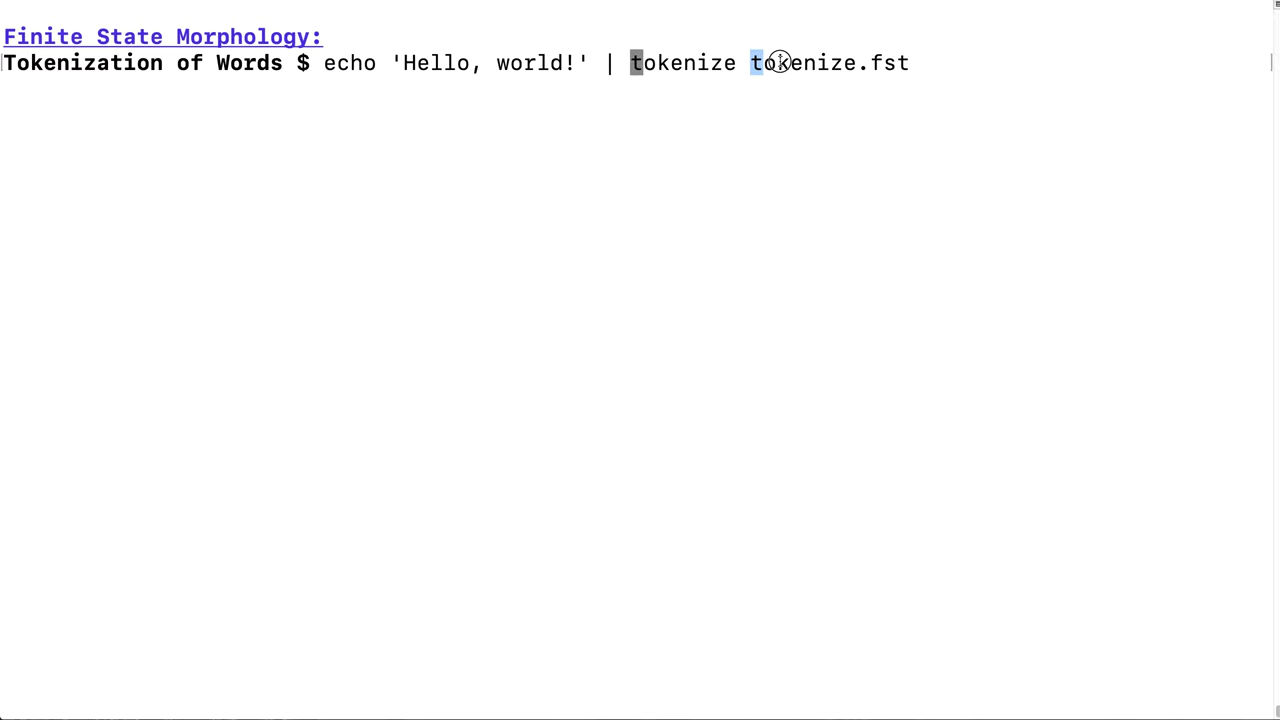 Finite State Morphology:
Tokenization of Words $ echo 'Hello, world!' | tokenize tokenize.fst